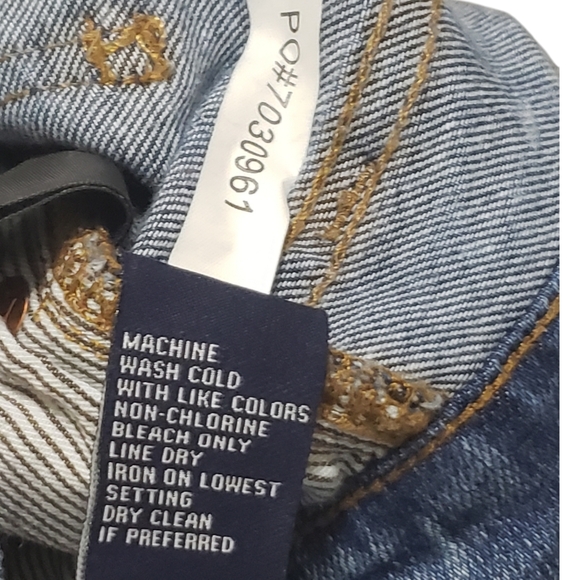 PO#7030961
MACHINE
WASH COLD
WITH LIKE COLORS
NON-CHLORINE
BLEACH ONLY
LINE DRY
IRON ON LOWEST
SETTING
DRY CLEAN
IF PREFERRED